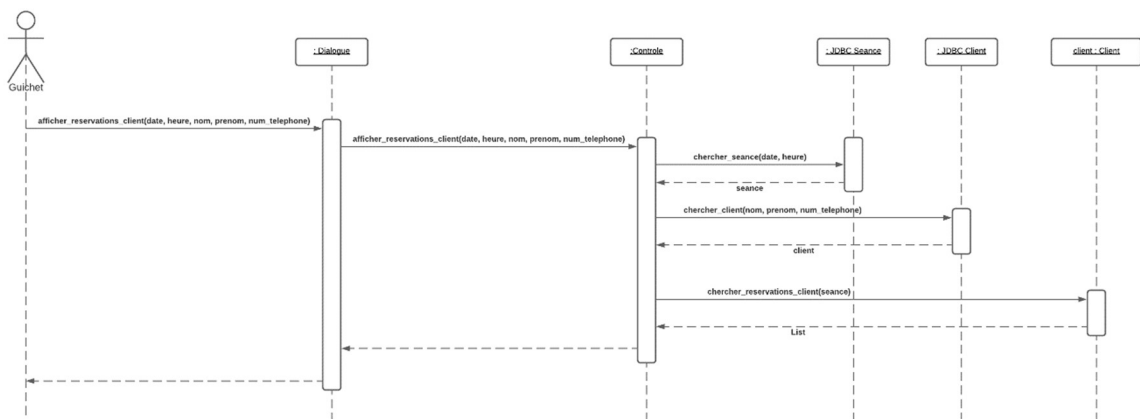 : Dialogue
:Controle
: JDBC Seance
: JDBC Client
client : Client
Guichet
afficher_reservations_client(date, heure, nom, prenom, num_telephone)
afficher_reservations_client(date, heure, nom, prenom, num_telephone)
chercher_seance(date, heure)
seance
chercher_client(nom, prenom, num_telephone)
client
chercher_reservations_client(seance)
List